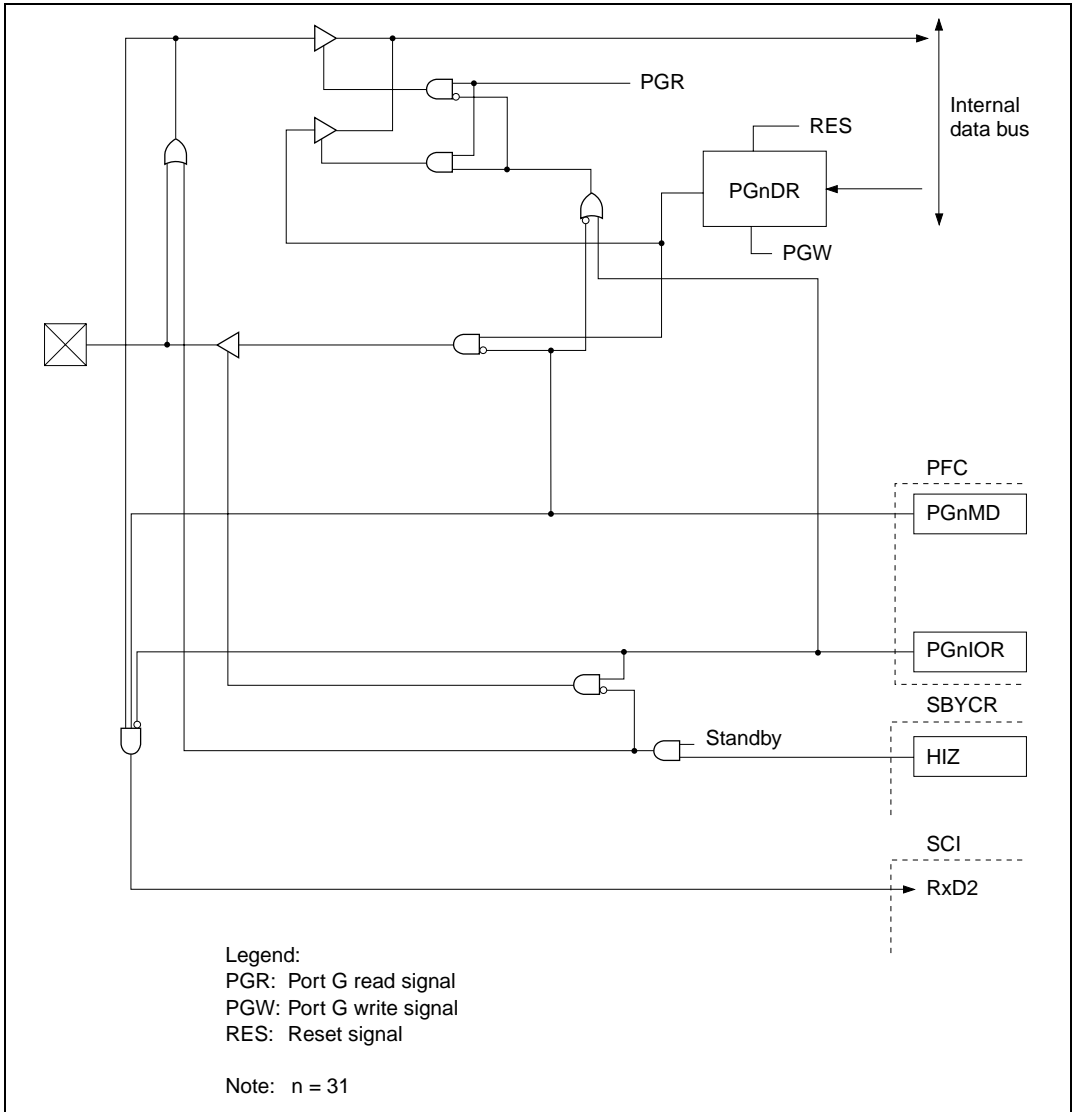 PGR
Internal
data bus
RES
PGnDR
PGW
PFC
PGnMD
PGnIOR
SBYCR
Standby
HIZ
SCI
RxD2
Legend:
PGR: Port G read signal
PGW: Port G write signal
RES: Reset signal
Note: n = 31